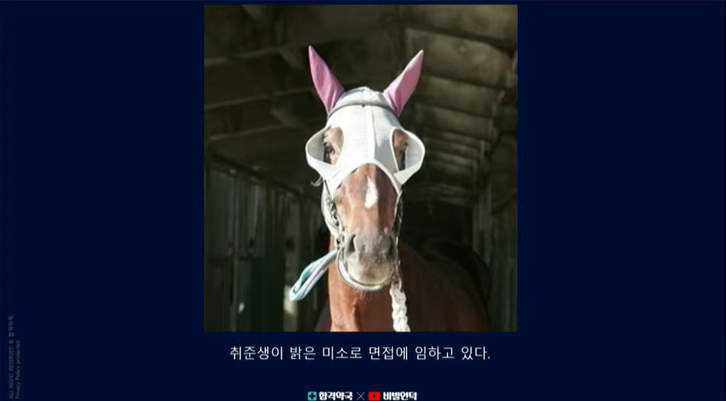 취준생이 밝은 미소로 면접에 임하고 있다.
합격약국 × 비빌언덕
ALL RIGHT RESERVED © 합격약국,
Privacy Policy protected